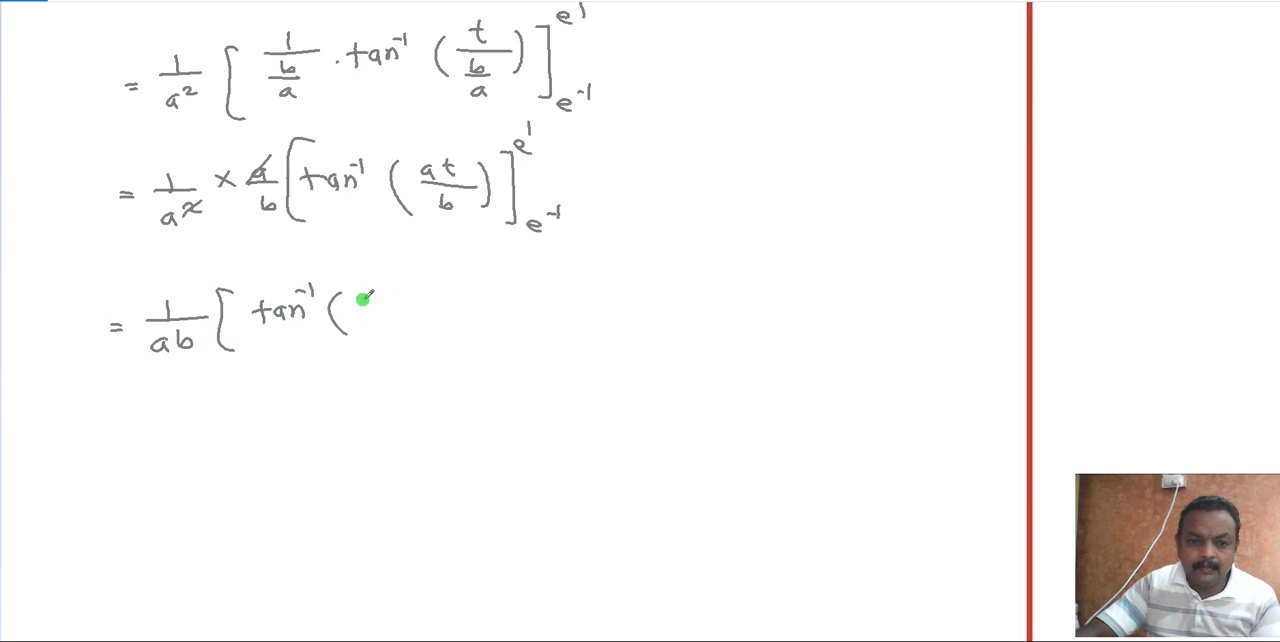 = 1/a² [ 1/(b/a) . tan⁻¹ ( t/(b/a) ) ]_{e⁻¹}^{e¹}
= 1/a² × a/b [ tan⁻¹ ( at/b ) ]_{e⁻¹}^{e¹}
= 1/ab [ tan⁻¹ (